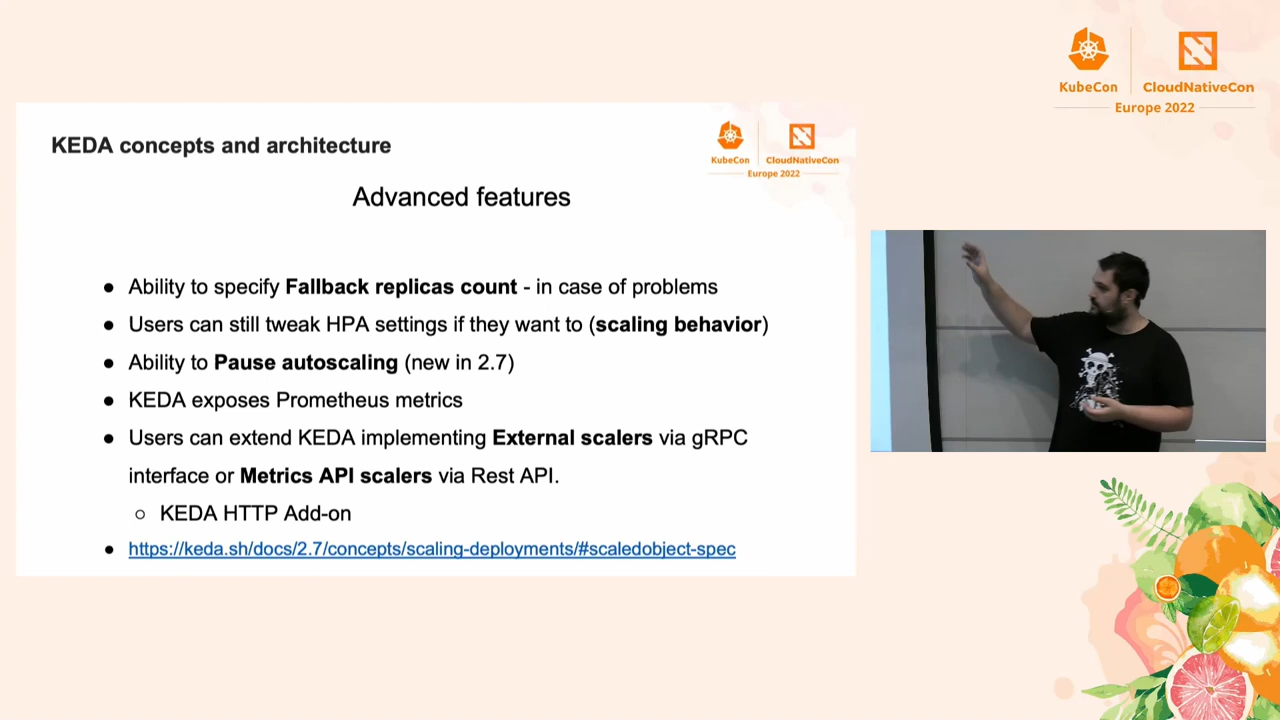 KubeCon
CloudNativeCon
Europe 2022
KEDA concepts and architecture
KubeCon
CloudNativeCon
Europe 2022
Advanced features
● Ability to specify Fallback replicas count - in case of problems
● Users can still tweak HPA settings if they want to (scaling behavior)
● Ability to Pause autoscaling (new in 2.7)
● KEDA exposes Prometheus metrics
● Users can extend KEDA implementing External scalers via gRPC
interface or Metrics API scalers via Rest API.
○ KEDA HTTP Add-on
● https://keda.sh/docs/2.7/concepts/scaling-deployments/#scaledobject-spec